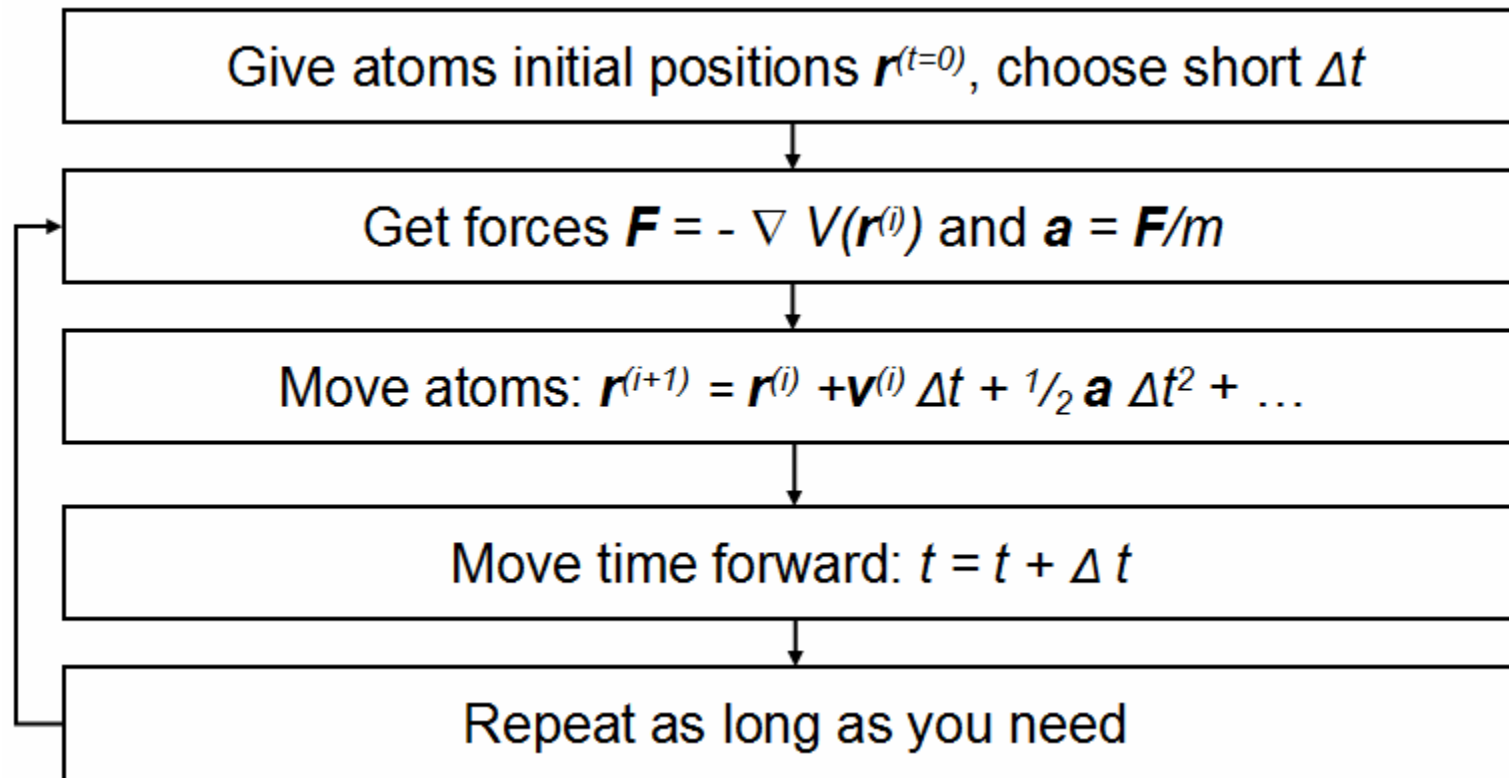 Give atoms initial positions r⁽ᵗ⁼⁰⁾, choose short Δt
Get forces F = - ∇ V(r⁽ⁱ⁾) and a = F/m
Move atoms: r⁽ⁱ⁺¹⁾ = r⁽ⁱ⁾ +v⁽ⁱ⁾ Δt + ¹/₂ a Δt² + …
Move time forward: t = t + Δ t
Repeat as long as you need